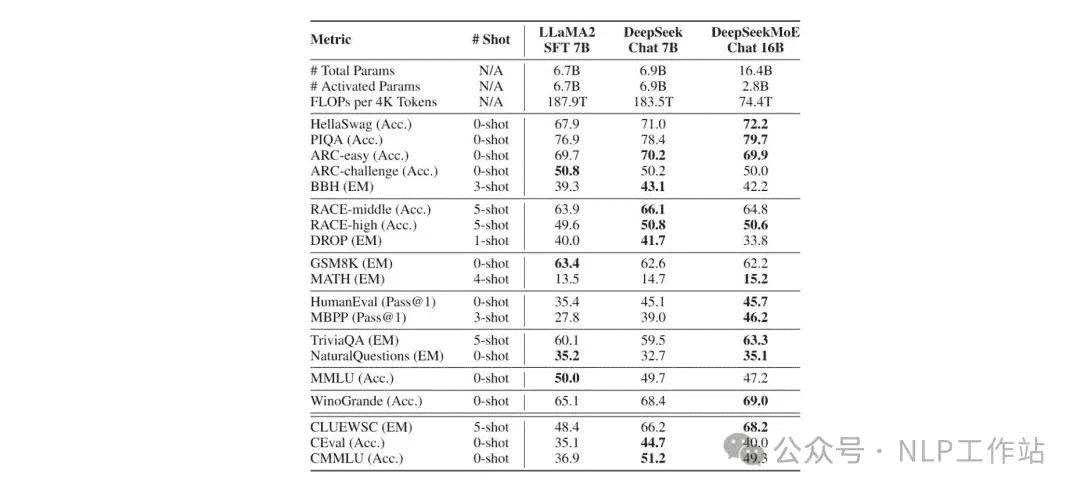 Metric # Shot LLaMA2 SFT 7B DeepSeek Chat 7B DeepSeekMoE Chat 16B
# Total Params N/A 6.7B 6.9B 16.4B
# Activated Params N/A 6.7B 6.9B 2.8B
FLOPs per 4K Tokens N/A 187.9T 183.5T 74.4T
HellaSwag (Acc.) 0-shot 67.9 71.0 72.2
PIQA (Acc.) 0-shot 76.9 78.4 79.7
ARC-easy (Acc.) 0-shot 69.7 70.2 69.9
ARC-challenge (Acc.) 0-shot 50.8 50.2 50.0
BBH (EM) 3-shot 39.3 43.1 42.2
RACE-middle (Acc.) 5-shot 63.9 66.1 64.8
RACE-high (Acc.) 5-shot 49.6 50.8 50.6
DROP (EM) 1-shot 40.0 41.7 33.8
GSM8K (EM) 0-shot 63.4 62.6 62.2
MATH (EM) 4-shot 13.5 14.7 15.2
HumanEval (Pass@1) 0-shot 35.4 45.1 45.7
MBPP (Pass@1) 3-shot 27.8 39.0 46.2
TriviaQA (EM) 5-shot 60.1 59.5 63.3
NaturalQuestions (EM) 0-shot 35.2 32.7 35.1
MMLU (Acc.) 0-shot 50.0 49.7 47.2
WinoGrande (Acc.) 0-shot 65.1 68.4 69.0
CLUEWSC (EM) 5-shot 48.4 66.2 68.2
CEval (Acc.) 0-shot 35.1 44.7 40.0
CMMLU (Acc.) 0-shot 36.9 51.2 49.3
公众号 · NLP工作站